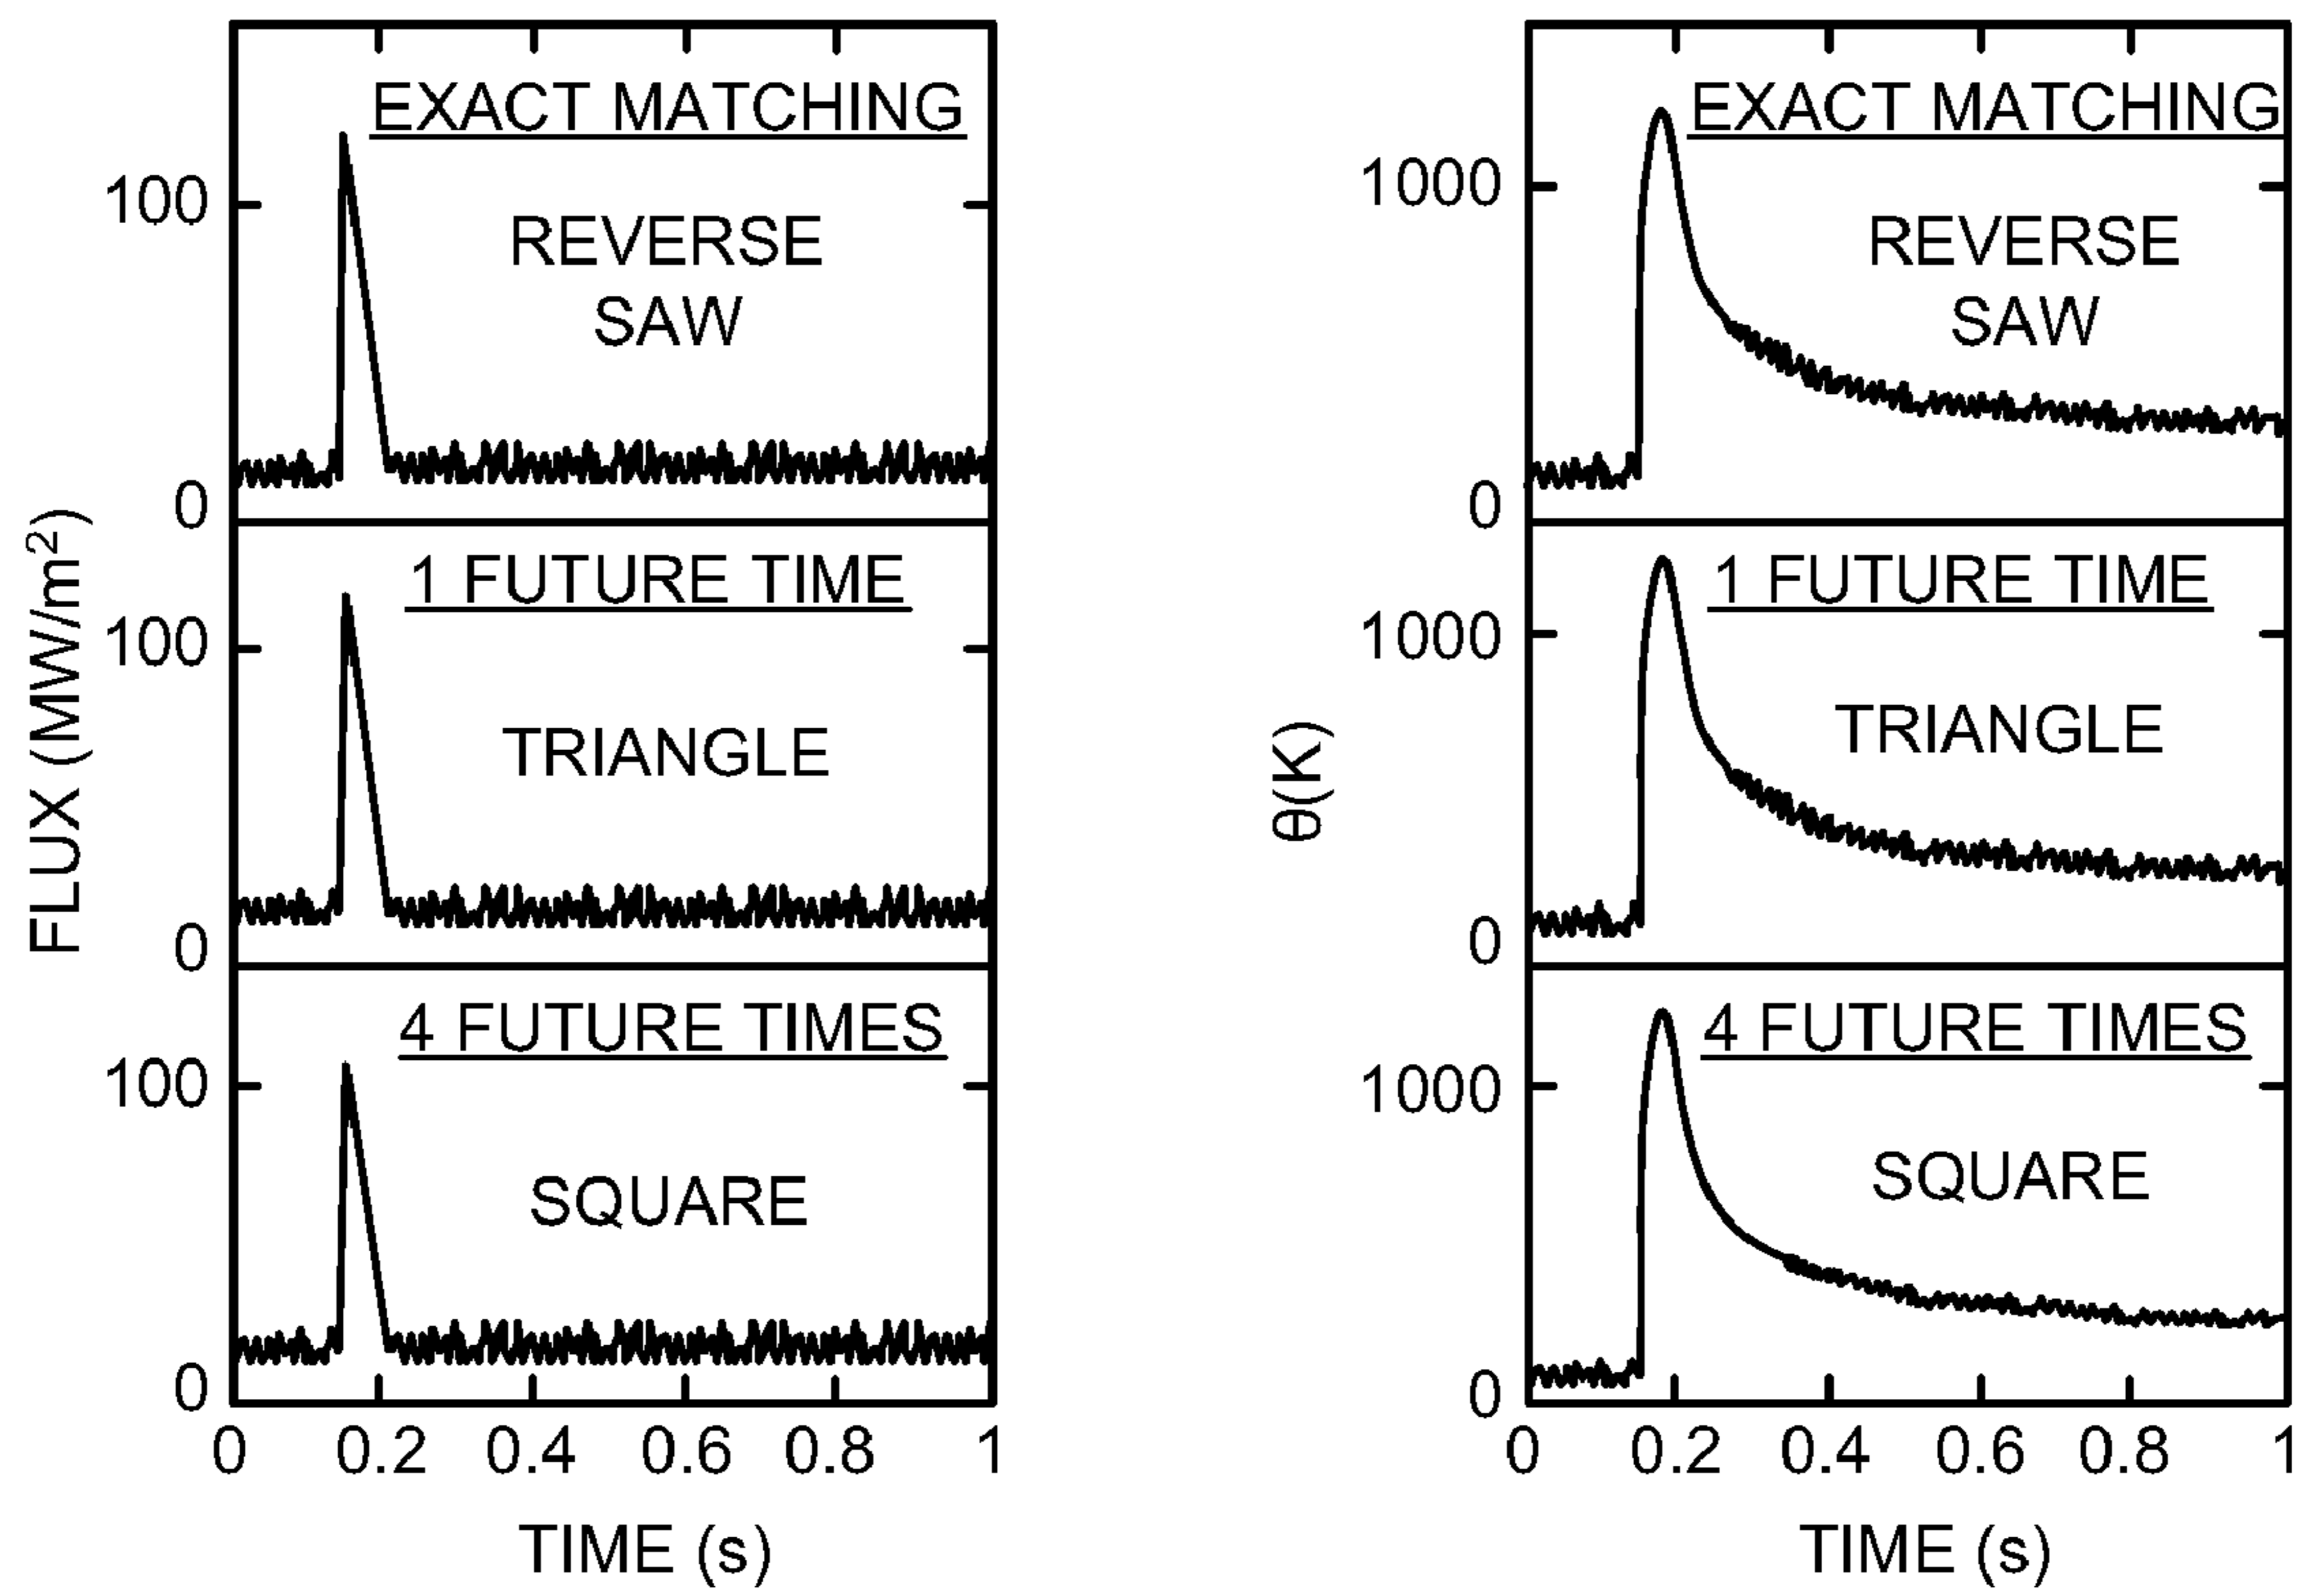 FLUX (MW/m²)
EXACT MATCHING
100
REVERSE
SAW
0
1 FUTURE TIME
100
TRIANGLE
0
4 FUTURE TIMES
100
SQUARE
0
0 0.2 0.4 0.6 0.8 1
TIME (s)
θ(K)
EXACT MATCHING
1000
REVERSE
SAW
0
1 FUTURE TIME
1000
TRIANGLE
0
4 FUTURE TIMES
1000
SQUARE
0
0 0.2 0.4 0.6 0.8 1
TIME (s)